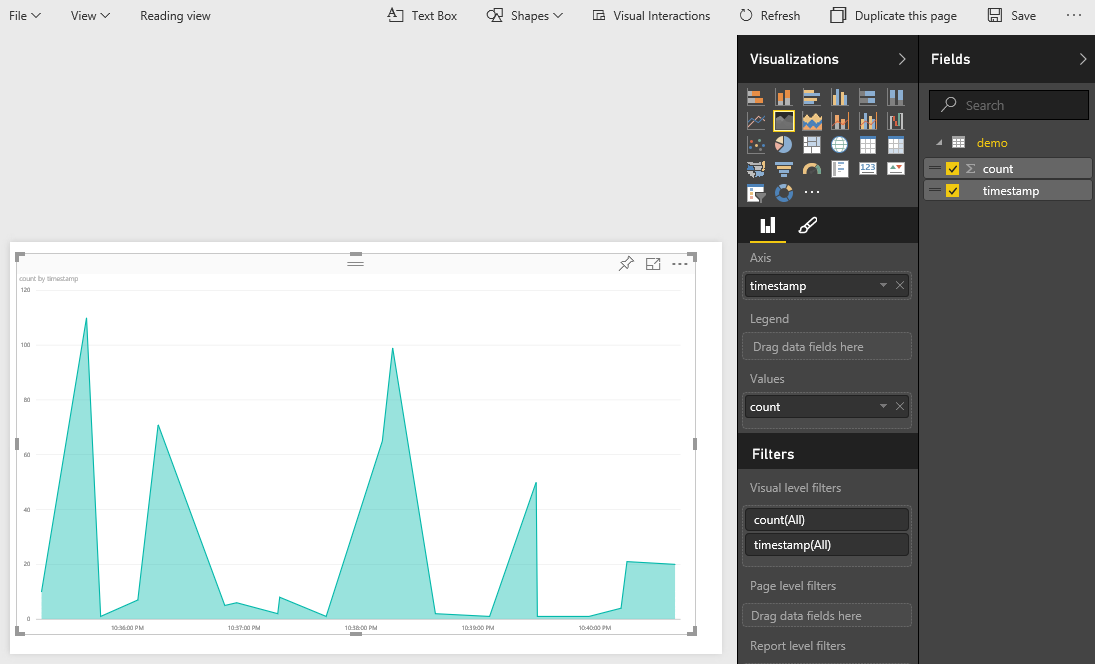 File View Reading view Text Box Shapes Visual Interactions Refresh Duplicate this page Save ...
Visualizations
Fields
Search
demo
Σ count
timestamp
123
...
Axis
timestamp
Legend
Drag data fields here
Values
count
Filters
Visual level filters
count(All)
timestamp(All)
Page level filters
Drag data fields here
Report level filters
count by timestamp
120
100
80
60
40
20
0
10:36:00 PM 10:37:00 PM 10:38:00 PM 10:39:00 PM 10:40:00 PM